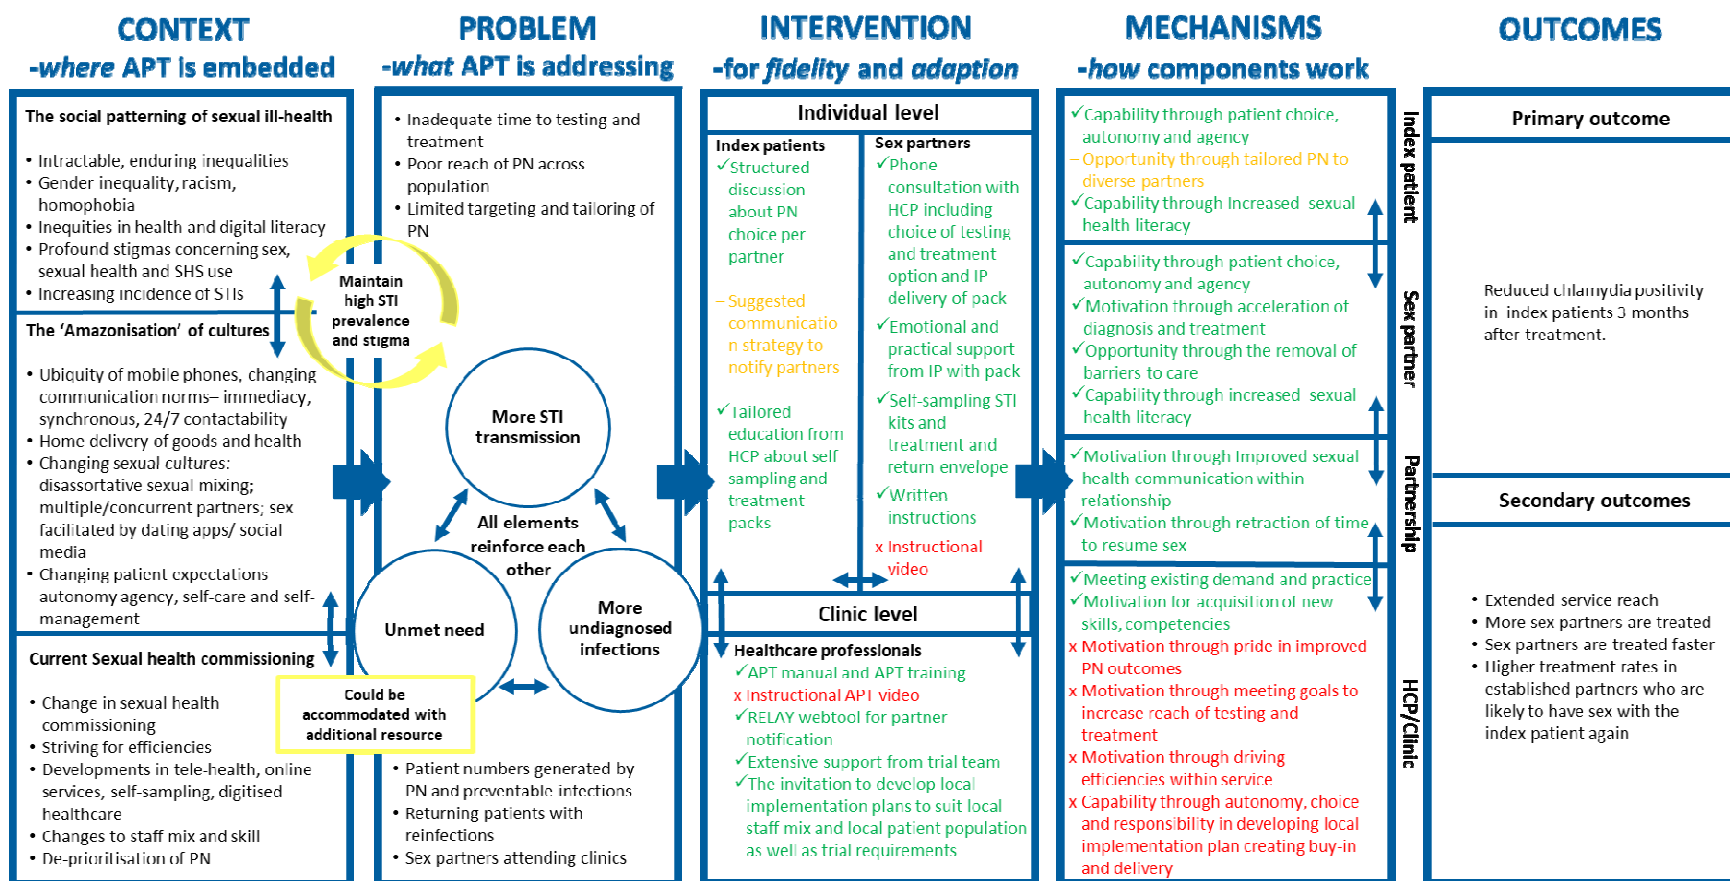 CONTEXT
-where APT is embedded
The social patterning of sexual ill-health
• Intractable, enduring inequalities
• Gender inequality, racism,
homophobia
• Inequities in health and digital literacy
• Profound stigmas concerning sex,
sexual health and SHS use
• Increasing incidence of STIs
The ‘Amazonisation’ of cultures
• Ubiquity of mobile phones, changing
communication norms– immediacy,
synchronous, 24/7 contactability
• Home delivery of goods and health
• Changing sexual cultures:
disassortative sexual mixing;
multiple/concurrent partners; sex
facilitated by dating apps/ social
media
• Changing patient expectations
autonomy agency, self-care and self-
management
Current Sexual health commissioning
• Change in sexual health
commissioning
• Striving for efficiencies
• Developments in tele-health, online
services, self-sampling, digitised
healthcare
• Changes to staff mix and skill
• De-prioritisation of PN
PROBLEM
-what APT is addressing
• Inadequate time to testing and
treatment
• Poor reach of PN across
population
• Limited targeting and tailoring of
PN
Maintain
high STI
prevalence
and stigma
More STI
transmission
All elements
reinforce each
other
Unmet need
More
undiagnosed
infections
Could be
accommodated with
additional resource
• Patient numbers generated by
PN and preventable infections
• Returning patients with
reinfections
• Sex partners attending clinics
INTERVENTION
-for fidelity and adaption
Individual level
Index patients
✓Structured
discussion
about PN
choice per
partner
–Suggested
communicatio
n strategy to
notify partners
✓Tailored
education from
HCP about self
sampling and
treatment
packs
Sex partners
✓Phone
consultation with
HCP including
choice of testing
and treatment
option and IP
delivery of pack
✓Emotional and
practical support
from IP with pack
✓Self-sampling STI
kits and
treatment and
return envelope
✓Written
instructions
x Instructional
video
Clinic level
Healthcare professionals
✓APT manual and APT training
x Instructional APT video
✓RELAY webtool for partner
notification
✓Extensive support from trial team
✓The invitation to develop local
implementation plans to suit local
staff mix and local patient population
as well as trial requirements
MECHANISMS
-how components work
✓Capability through patient choice,
autonomy and agency
–Opportunity through tailored PN to
diverse partners
✓Capability through Increased sexual
health literacy
Index patient
✓Capability through patient choice,
autonomy and agency
✓Motivation through acceleration of
diagnosis and treatment
✓Opportunity through the removal of
barriers to care
✓Capability through increased sexual
health literacy
Sex partner
✓Motivation through Improved sexual
health communication within
relationship
✓Motivation through retraction of time
to resume sex
Partnership
✓Meeting existing demand and practice
✓Motivation for acquisition of new
skills, competencies
x Motivation through pride in improved
PN outcomes
x Motivation through meeting goals to
increase reach of testing and
treatment
x Motivation through driving
efficiencies within service
x Capability through autonomy, choice
and responsibility in developing local
implementation plan creating buy-in
and delivery
HCP/Clinic
OUTCOMES
Primary outcome
Reduced chlamydia positivity
in index patients 3 months
after treatment.
Secondary outcomes
• Extended service reach
• More sex partners are treated
• Sex partners are treated faster
• Higher treatment rates in
established partners who are
likely to have sex with the
index patient again